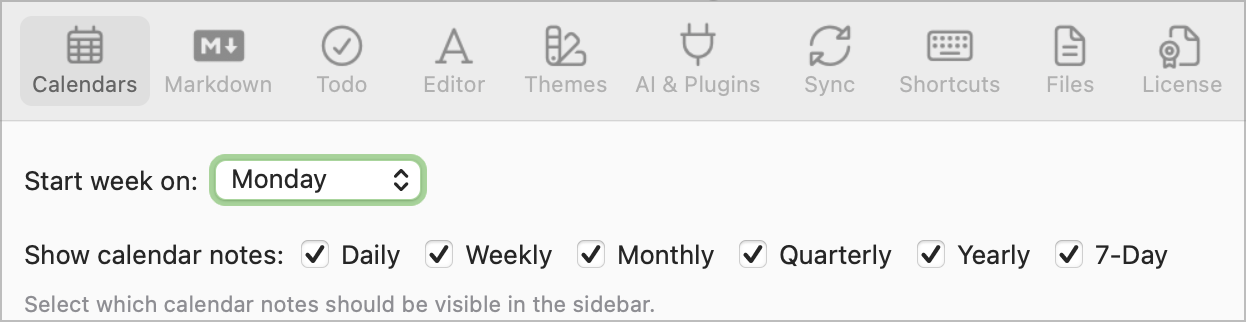 M
Calendars Markdown Todo Editor Themes AI & Plugins Sync Shortcuts Files License
Start week on: Monday
Show calendar notes: Daily Weekly Monthly Quarterly Yearly 7-Day
Select which calendar notes should be visible in the sidebar.